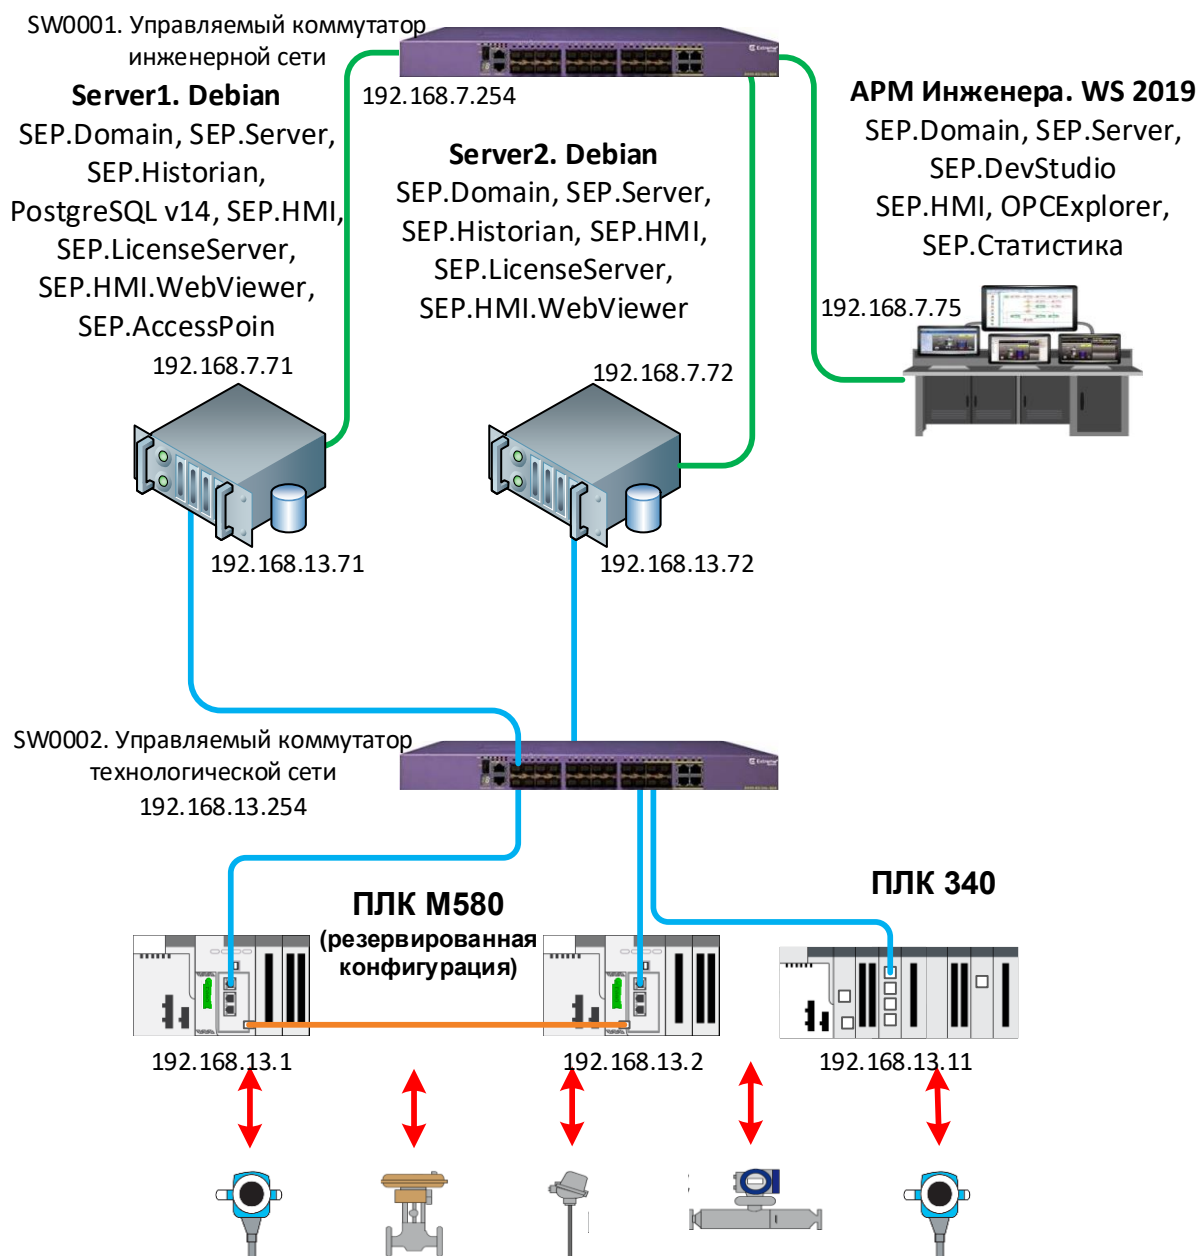 SW0001. Управляемый коммутатор
инженерной сети
192.168.7.254
Extreme
Server1. Debian
SEP.Domain, SEP.Server,
SEP.Historian,
PostgreSQL v14, SEP.HMI,
SEP.LicenseServer,
SEP.HMI.WebViewer,
SEP.AccessPoin
192.168.7.71
Server2. Debian
SEP.Domain, SEP.Server,
SEP.Historian, SEP.HMI,
SEP.LicenseServer,
SEP.HMI.WebViewer
192.168.7.72
АРМ Инженера. WS 2019
SEP.Domain, SEP.Server,
SEP.DevStudio
SEP.HMI, OPCExplorer,
SEP.Статистика
192.168.7.75
192.168.13.71
192.168.13.72
SW0002. Управляемый коммутатор
технологической сети
192.168.13.254
Extreme
ПЛК M580
(резервированная
конфигурация)
ПЛК 340
192.168.13.1
192.168.13.2
192.168.13.11